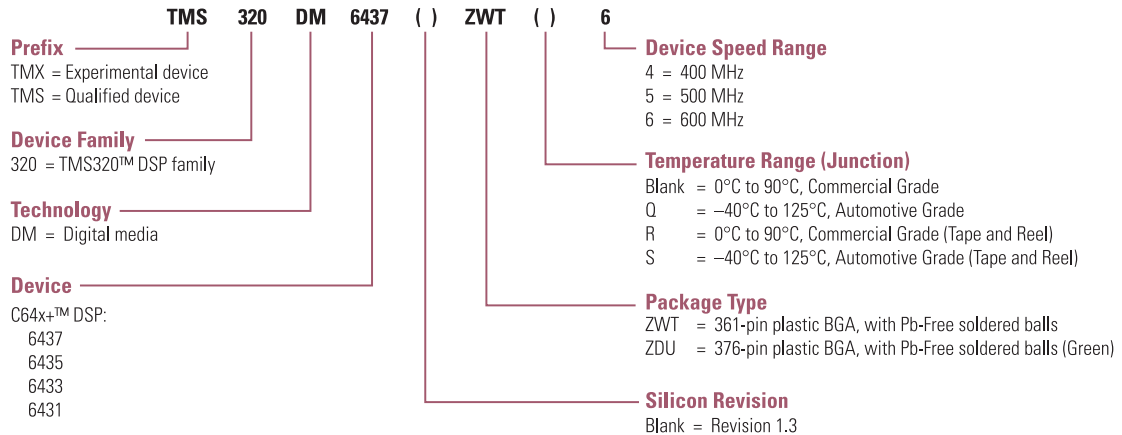 TMS 320 DM 6437 ( ) ZWT ( ) 6
Prefix
TMX = Experimental device
TMS = Qualified device
Device Family
320 = TMS320™ DSP family
Technology
DM = Digital media
Device
C64x+™ DSP:
6437
6435
6433
6431
Device Speed Range
4 = 400 MHz
5 = 500 MHz
6 = 600 MHz
Temperature Range (Junction)
Blank = 0°C to 90°C, Commercial Grade
Q = –40°C to 125°C, Automotive Grade
R = 0°C to 90°C, Commercial Grade (Tape and Reel)
S = –40°C to 125°C, Automotive Grade (Tape and Reel)
Package Type
ZWT = 361-pin plastic BGA, with Pb-Free soldered balls
ZDU = 376-pin plastic BGA, with Pb-Free soldered balls (Green)
Silicon Revision
Blank = Revision 1.3